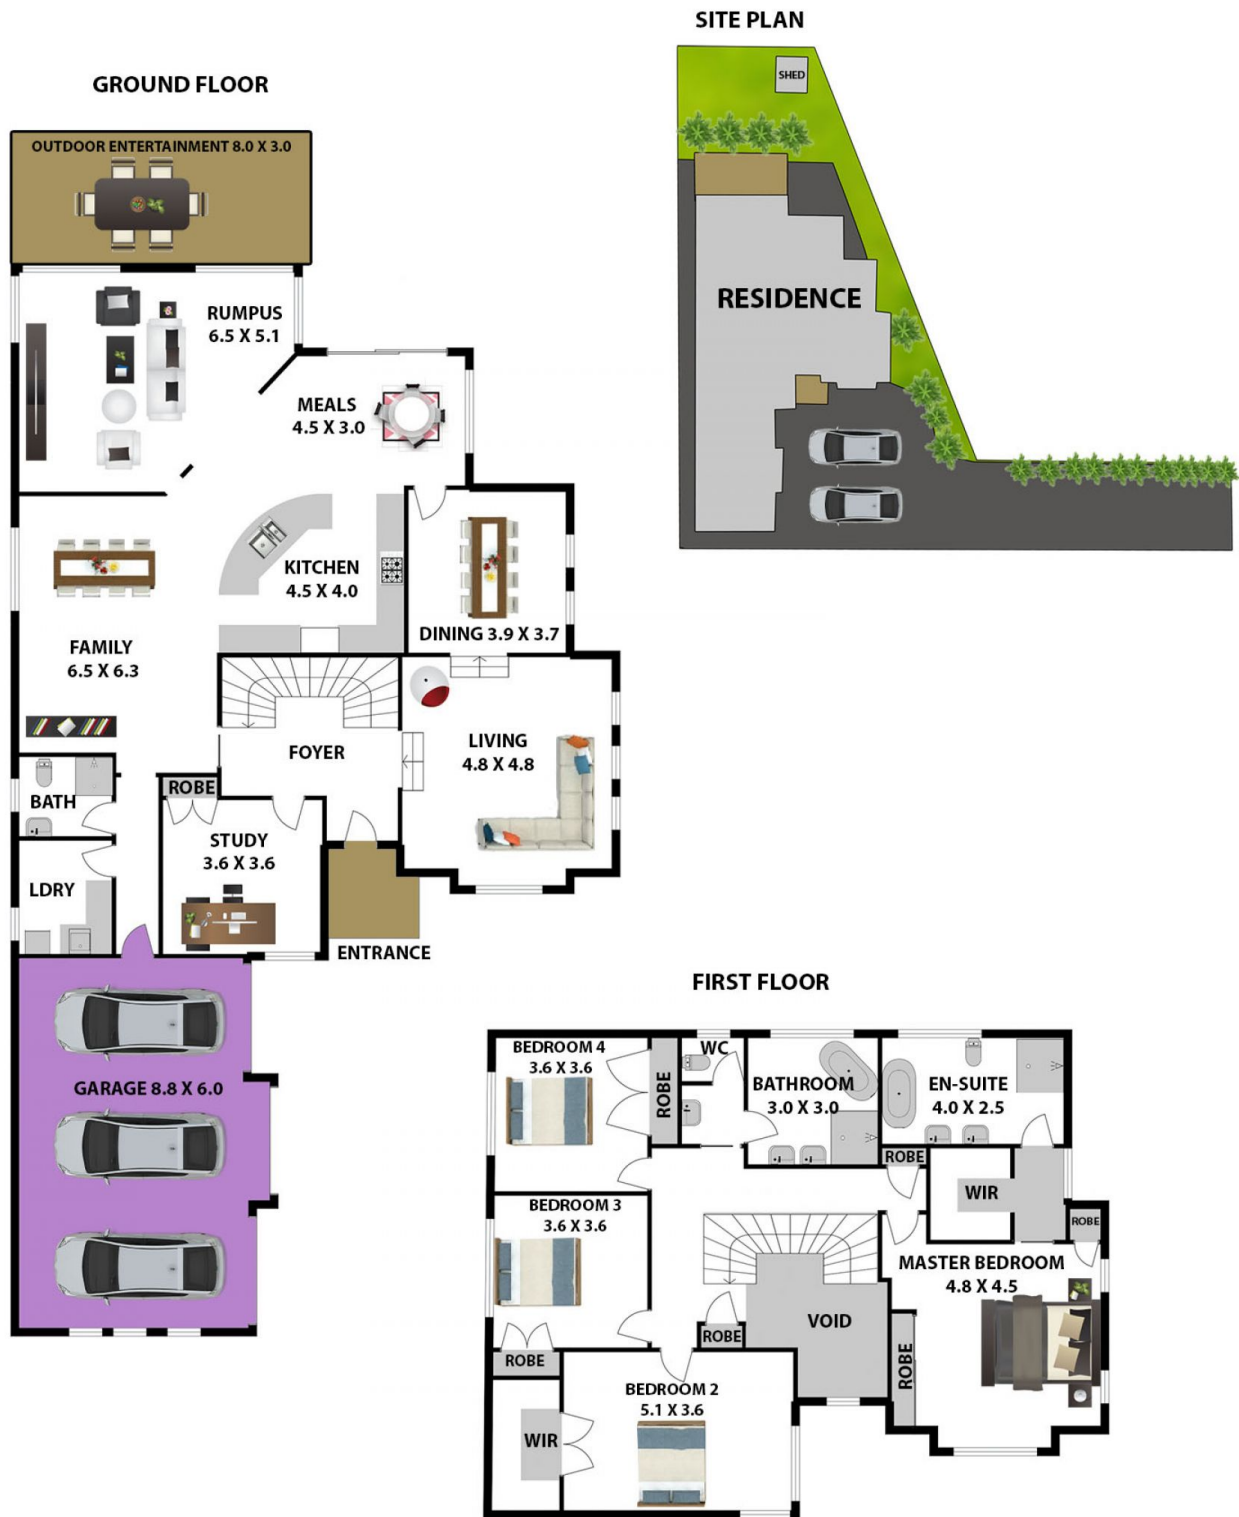 SITE PLAN
SHED
RESIDENCE
GROUND FLOOR
OUTDOOR ENTERTAINMENT 8.0 X 3.0
RUMPUS
6.5 X 5.1
MEALS
4.5 X 3.0
KITCHEN
4.5 X 4.0
DINING 3.9 X 3.7
FAMILY
6.5 X 6.3
FOYER
LIVING
4.8 X 4.8
BATH
ROBE
STUDY
3.6 X 3.6
LDRY
ENTRANCE
GARAGE 8.8 X 6.0
FIRST FLOOR
BEDROOM 4
3.6 X 3.6
ROBE
WC
BATHROOM
3.0 X 3.0
EN-SUITE
4.0 X 2.5
ROBE
WIR
ROBE
BEDROOM 3
3.6 X 3.6
MASTER BEDROOM
4.8 X 4.5
VOID
ROBE
ROBE
ROBE
BEDROOM 2
5.1 X 3.6
WIR